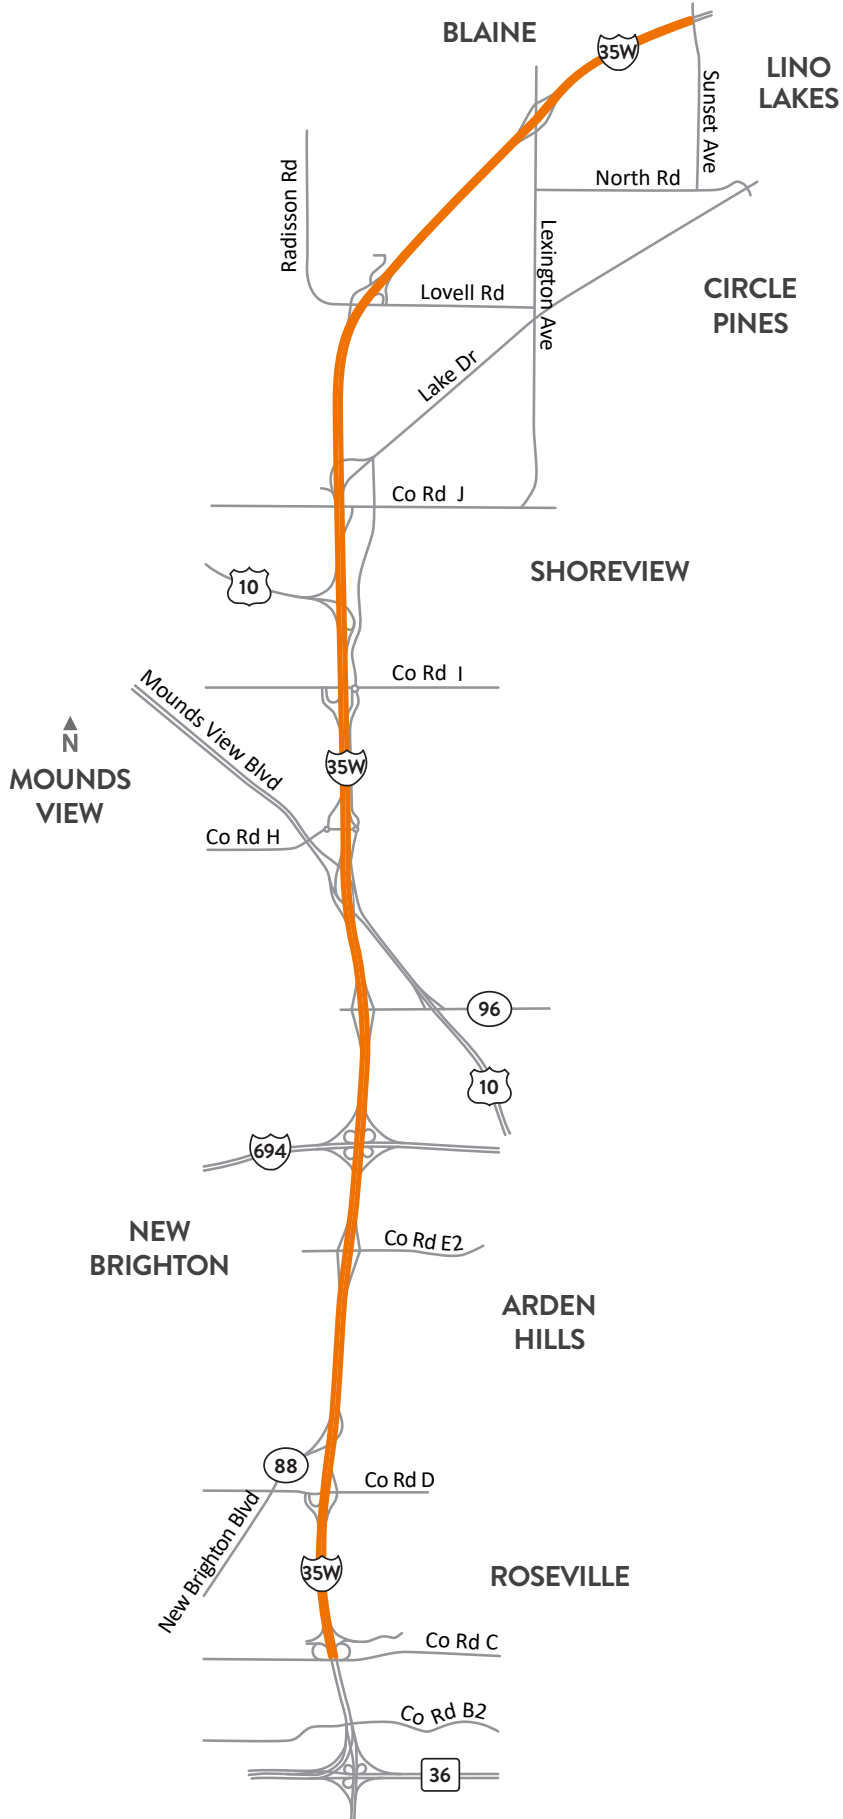 BLAINE
35W
LINO
LAKES
Sunset Ave
Radisson Rd
North Rd
Lexington Ave
Lovell Rd
CIRCLE
PINES
Lake Dr
Co Rd J
SHOREVIEW
10
Co Rd I
Mounds View Blvd
N
MOUNDS
VIEW
35W
Co Rd H
96
10
694
NEW
BRIGHTON
Co Rd E2
ARDEN
HILLS
88
Co Rd D
New Brighton Blvd
35W
ROSEVILLE
Co Rd C
Co Rd B2
36